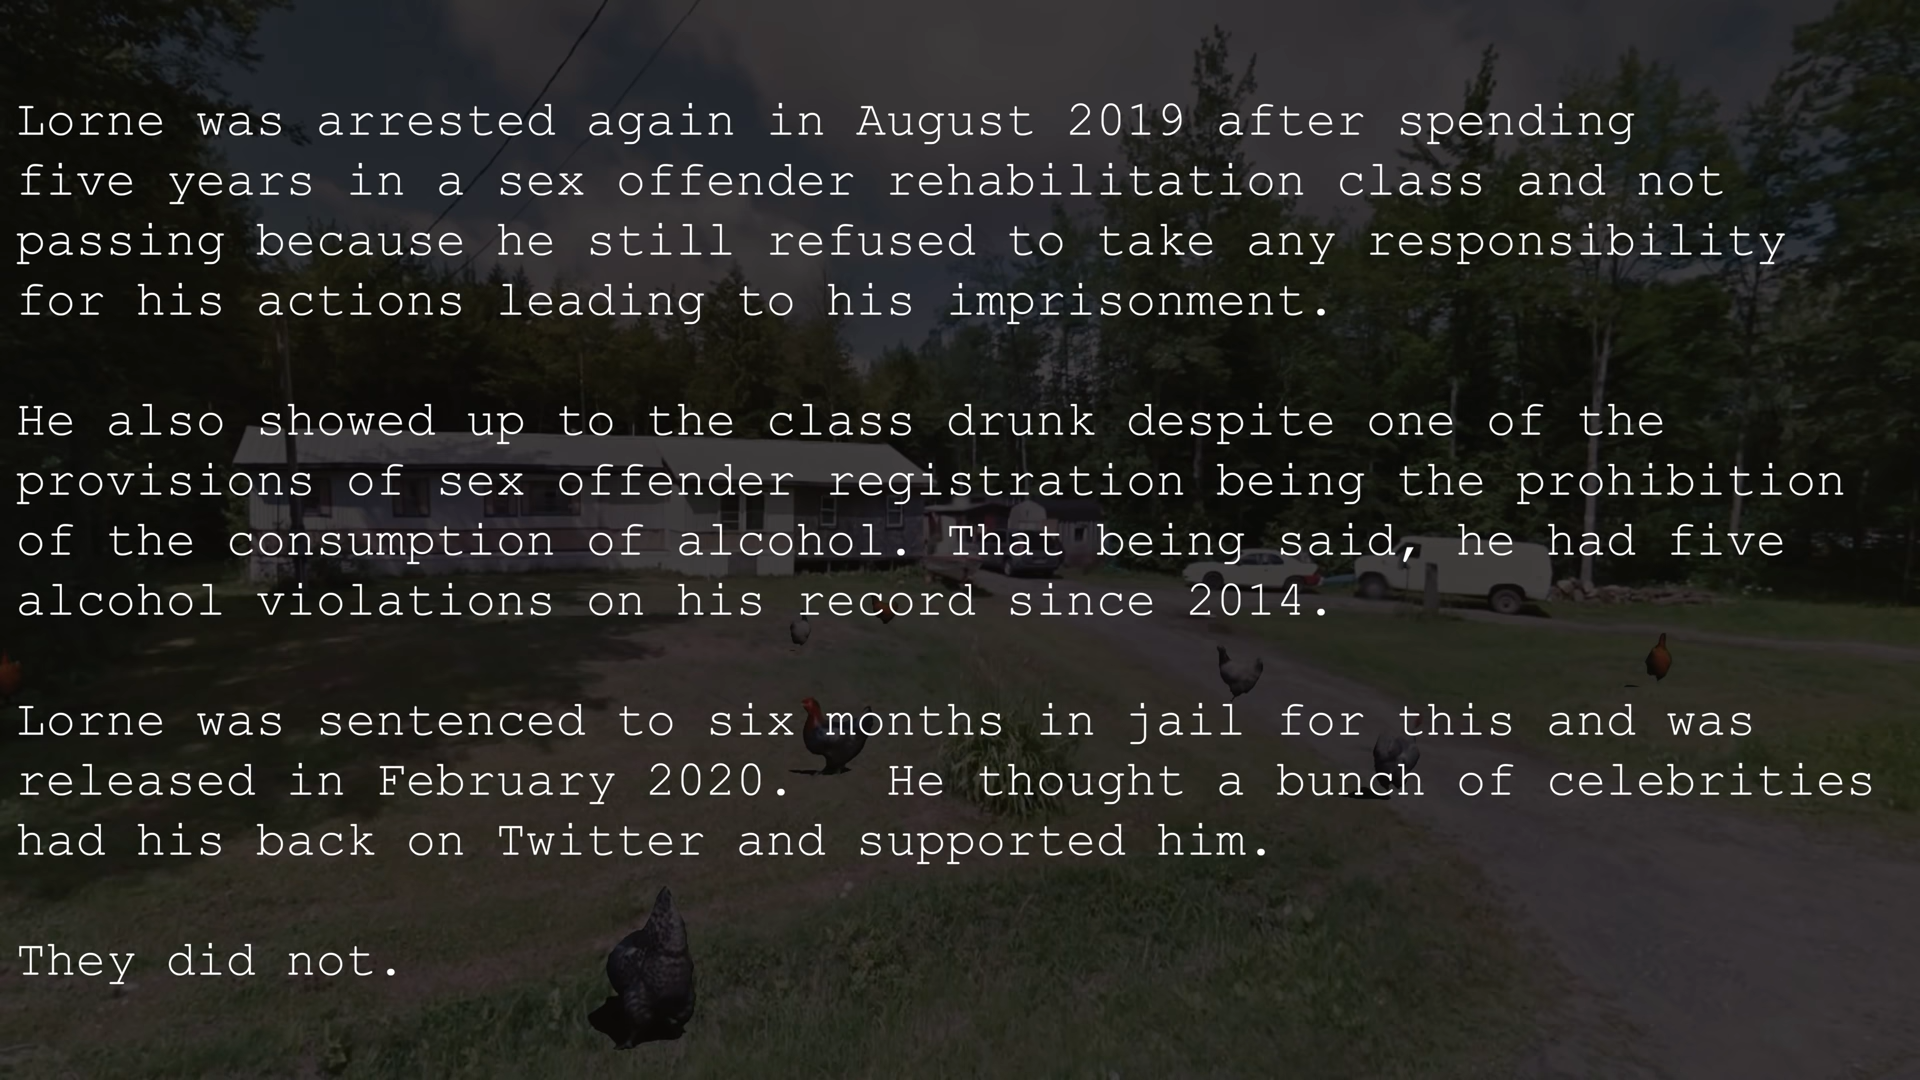 Lorne was arrested again in August 2019 after spending
five years in a sex offender rehabilitation class and not
passing because he still refused to take any responsibility
for his actions leading to his imprisonment.
He also showed up to the class drunk despite one of the
provisions of sex offender registration being the prohibition
of the consumption of alcohol. That being said, he had five
alcohol violations on his record since 2014.
Lorne was sentenced to six months in jail for this and was
released in February 2020. He thought a bunch of celebrities
had his back on Twitter and supported him.
They did not.